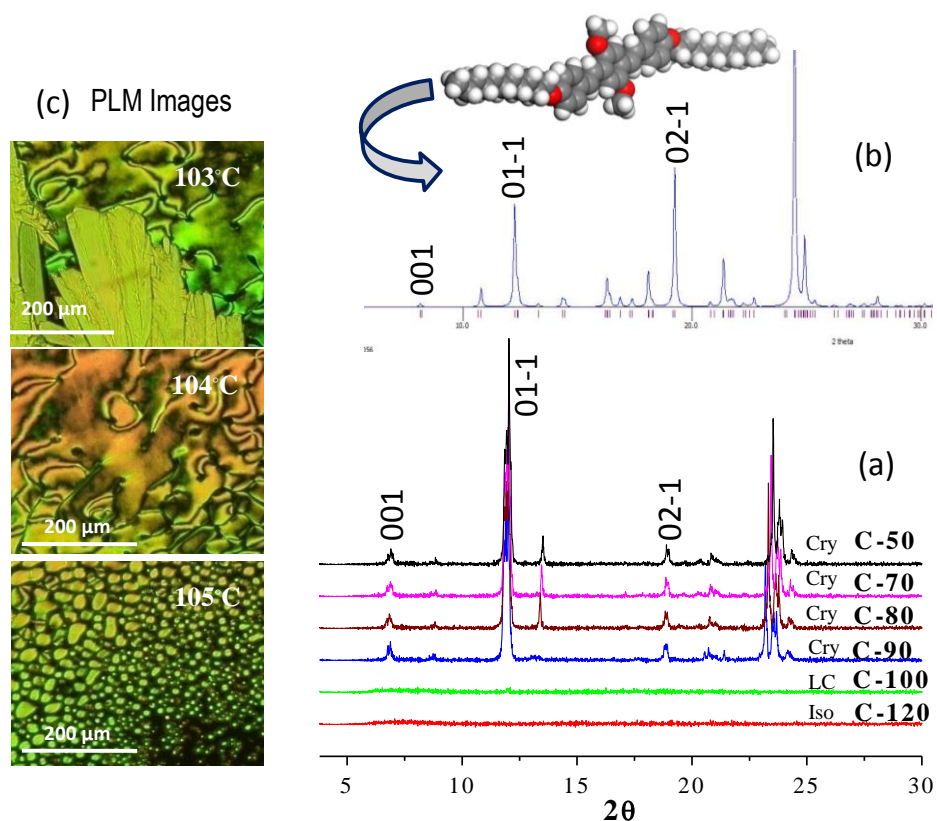 (c) PLM Images
103°C
200 µm
104°C
200 µm
105°C
200 µm
(b)
001
01-1
02-1
10.0
20.0
30.0
056
2 theta
(a)
001
01-1
02-1
Cry C-50
Cry C-70
Cry C-80
Cry C-90
LC C-100
Iso C-120
5
10
15
20
25
30
2θ